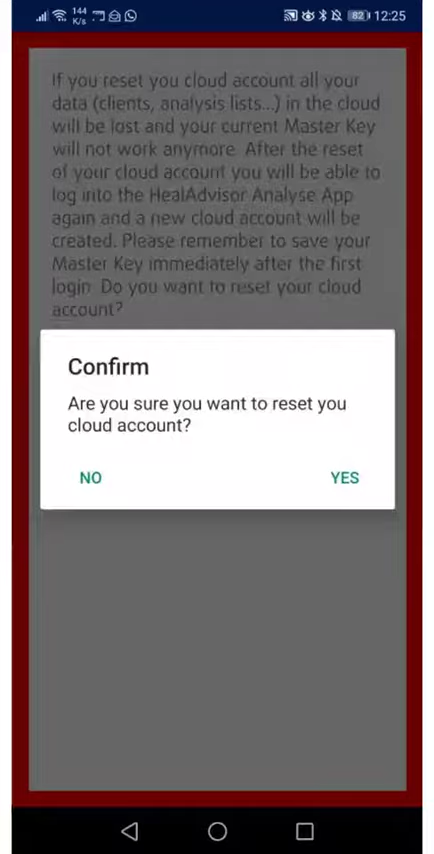 144 K/s 82 12:25
If you reset you cloud account all your
data (clients, analysis lists...) in the cloud
will be lost and your current Master Key
will not work anymore. After the reset
of your cloud account you will be able to
log into the HealAdvisor Analyse App
again and a new cloud account will be
created. Please remember to save your
Master Key immediately after the first
login. Do you want to reset your cloud
account?
Confirm
Are you sure you want to reset you
cloud account?
NO YES